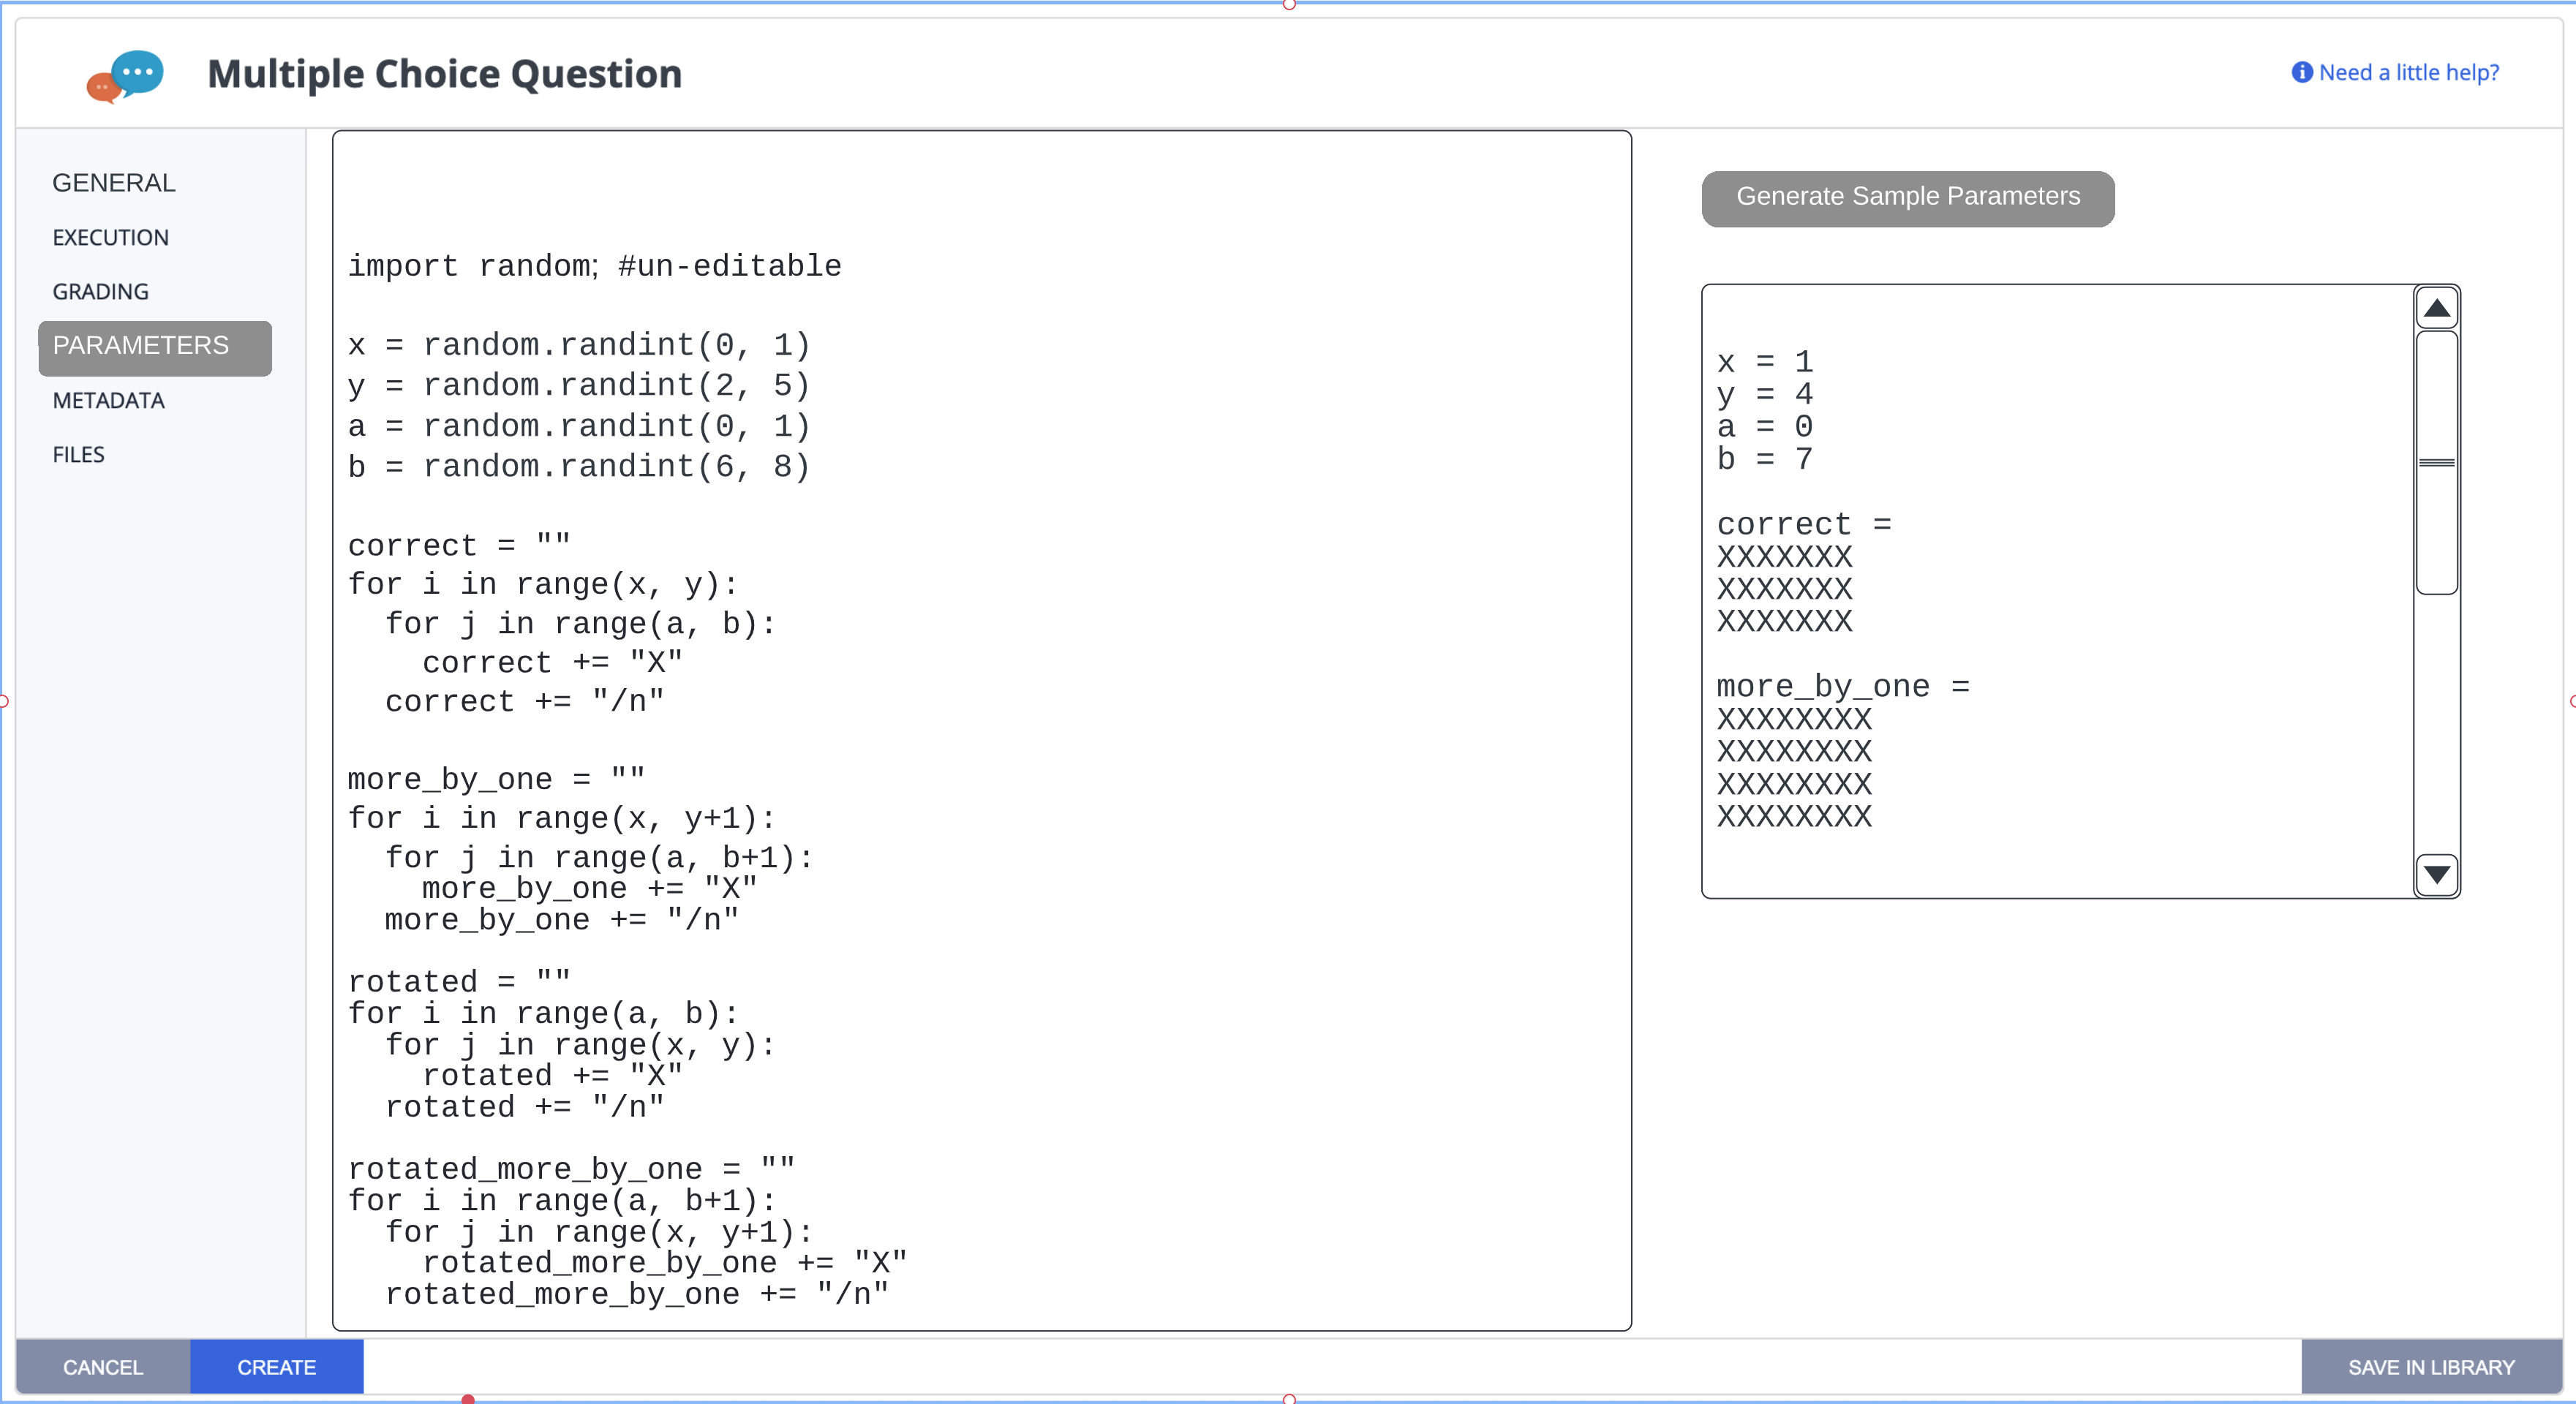 Multiple Choice Question
Need a little help?
GENERAL
EXECUTION
GRADING
PARAMETERS
METADATA
FILES
import random; #un-editable
x = random.randint(0, 1)
y = random.randint(2, 5)
a = random.randint(0, 1)
b = random.randint(6, 8)
correct = ""
for i in range(x, y):
  for j in range(a, b):
    correct += "X"
  correct += "/n"
more_by_one = ""
for i in range(x, y+1):
  for j in range(a, b+1):
    more_by_one += "X"
  more_by_one += "/n"
rotated = ""
for i in range(a, b):
  for j in range(x, y):
    rotated += "X"
  rotated += "/n"
rotated_more_by_one = ""
for i in range(a, b+1):
  for j in range(x, y+1):
    rotated_more_by_one += "X"
  rotated_more_by_one += "/n"
Generate Sample Parameters
x = 1
y = 4
a = 0
b = 7
correct =
XXXXXXX
XXXXXXX
XXXXXXX
more_by_one =
XXXXXXXX
XXXXXXXX
XXXXXXXX
XXXXXXXX
CANCEL
CREATE
SAVE IN LIBRARY